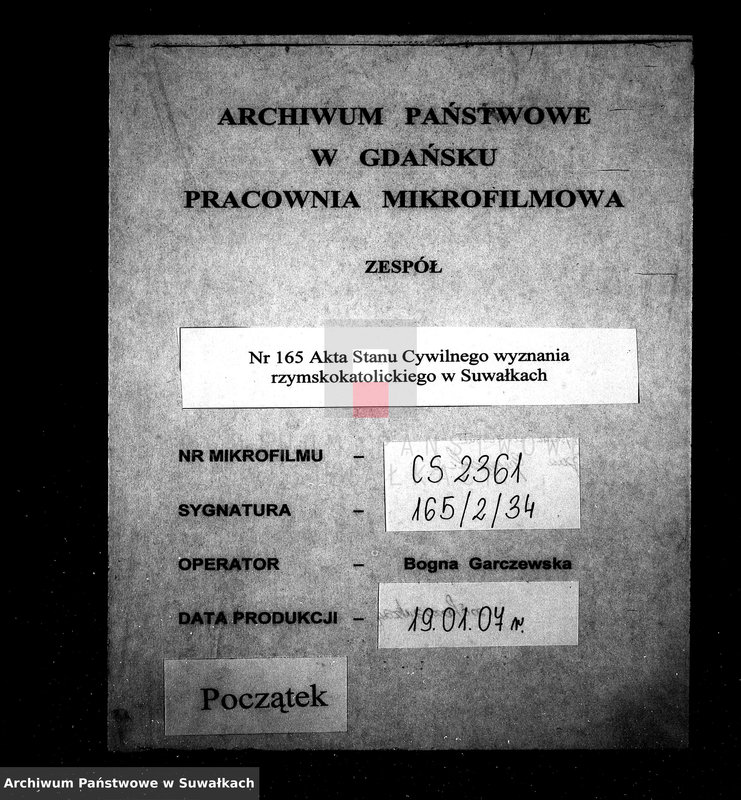 ARCHIWUM PAŃSTWOWE
W GDAŃSKU
PRACOWNIA MIKROFILMOWA
ZESPÓŁ
Nr 165 Akta Stanu Cywilnego wyznania
rzymskokatolickiego w Suwałkach
NR MIKROFILMU – CS 2361
SYGNATURA – 165/2/34
OPERATOR – Bogna Garczewska
DATA PRODUKCJI – 19.01.07 r.
Początek
Archiwum Państwowe w Suwałkach